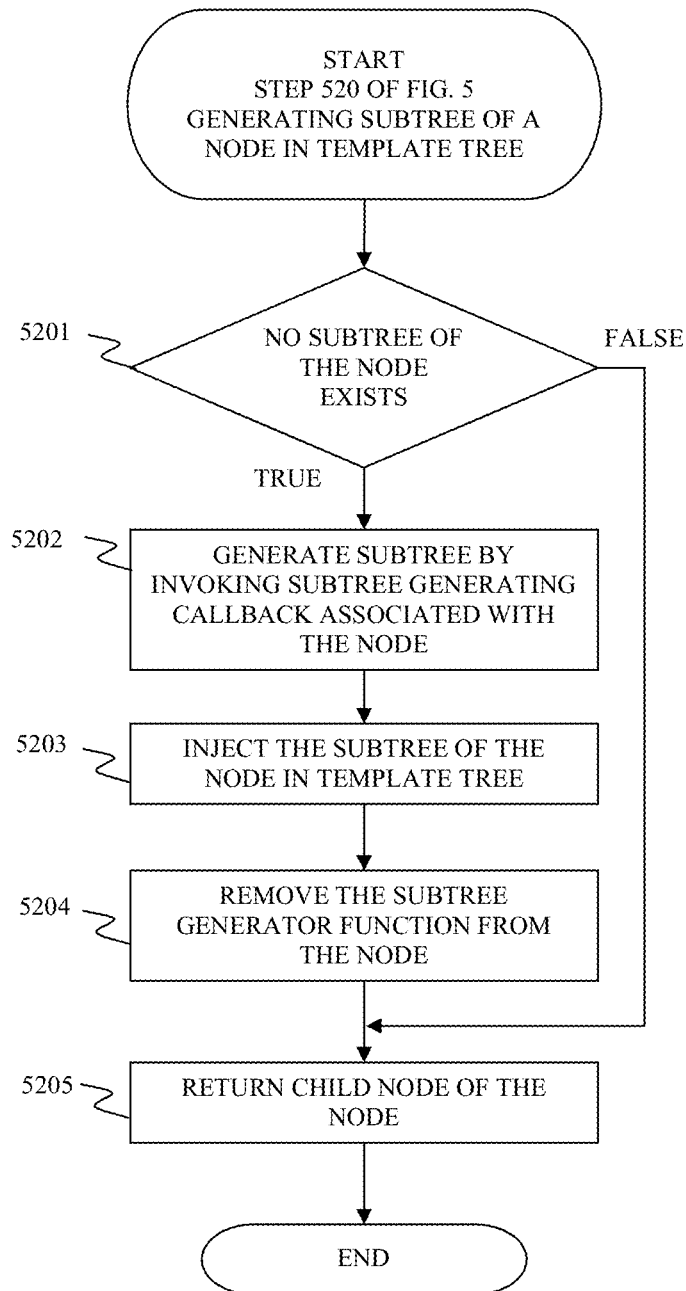 START
STEP 520 OF FIG. 5
GENERATING SUBTREE OF A
NODE IN TEMPLATE TREE
5201
NO SUBTREE OF
THE NODE
EXISTS
FALSE
TRUE
5202
GENERATE SUBTREE BY
INVOKING SUBTREE GENERATING
CALLBACK ASSOCIATED WITH
THE NODE
5203
INJECT THE SUBTREE OF THE
NODE IN TEMPLATE TREE
5204
REMOVE THE SUBTREE
GENERATOR FUNCTION FROM
THE NODE
5205
RETURN CHILD NODE OF THE
NODE
END